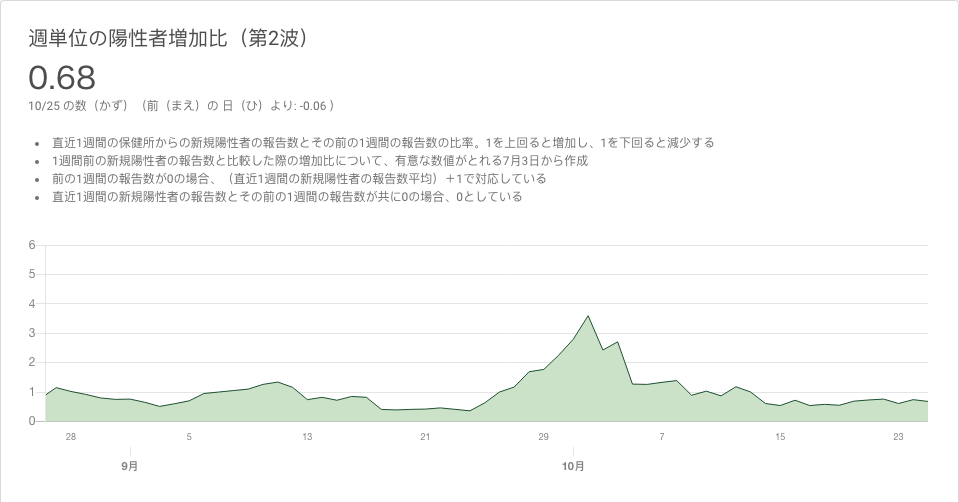 週単位の陽性者増加比（第2波）
0.68
10/25 の数（かず）（前（まえ）の 日（ひ）より: -0.06 ）
• 直近1週間の保健所からの新規陽性者の報告数とその前の1週間の報告数の比率。1を上回ると増加し、1を下回ると減少する
• 1週間前の新規陽性者の報告数と比較した際の増加比について、有意な数値がとれる7月3日から作成
• 前の1週間の報告数が0の場合、（直近1週間の新規陽性者の報告数平均）＋1で対応している
• 直近1週間の新規陽性者の報告数とその前の1週間の報告数が共に0の場合、0としている
6
5
4
3
2
1
0
28 5 13 21 29 7 15 23
9月 10月